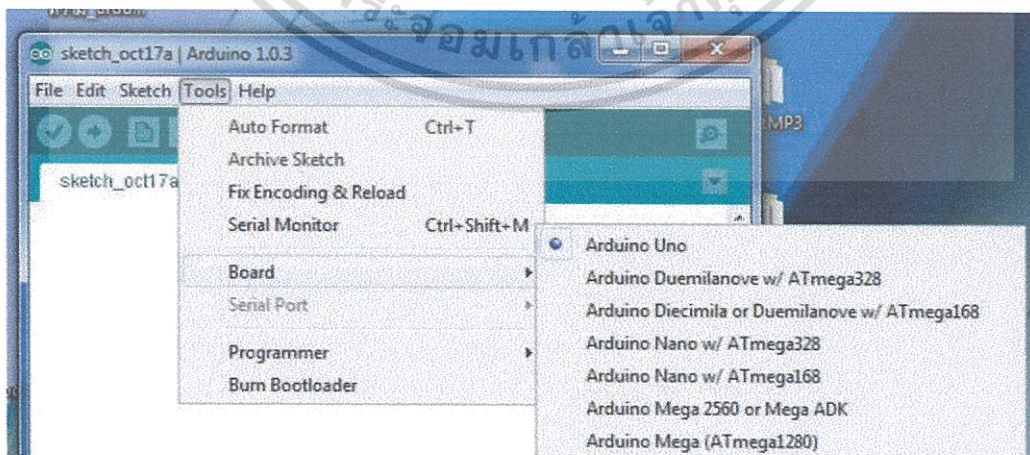 sketch_oct17a | Arduino 1.0.3
File Edit Sketch Tools Help
Auto Format Ctrl+T
Archive Sketch
sketch_oct17a
Fix Encoding & Reload
Serial Monitor Ctrl+Shift+M
Board
Serial Port
Programmer
Burn Bootloader
Arduino Uno
Arduino Duemilanove w/ ATmega328
Arduino Diecimila or Duemilanove w/ ATmega168
Arduino Nano w/ ATmega328
Arduino Nano w/ ATmega168
Arduino Mega 2560 or Mega ADK
Arduino Mega (ATmega1280)
MP3